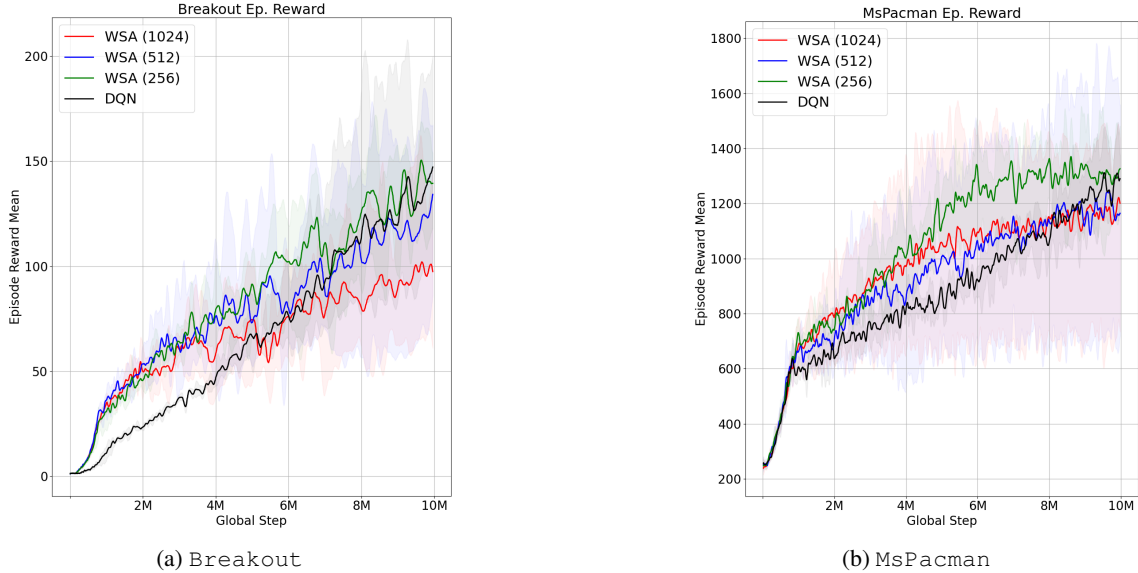 Breakout Ep. Reward
200
150
100
50
0
Episode Reward Mean
WSA (1024)
WSA (512)
WSA (256)
DQN
2M
4M
6M
8M
10M
Global Step
(a) Breakout
MsPacman Ep. Reward
1800
1600
1400
1200
1000
800
600
400
200
Episode Reward Mean
WSA (1024)
WSA (512)
WSA (256)
DQN
2M
4M
6M
8M
10M
Global Step
(b) MsPacman